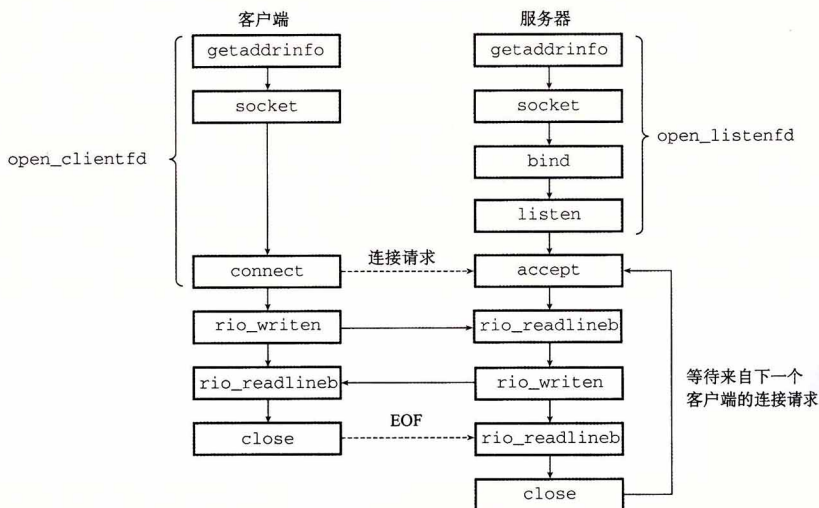 客户端
服务器
getaddrinfo
getaddrinfo
socket
socket
open_clientfd
open_listenfd
bind
listen
连接请求
connect
accept
rio_writen
rio_readlineb
rio_readlineb
rio_writen
等待来自下一个
客户端的连接请求
EOF
close
rio_readlineb
close